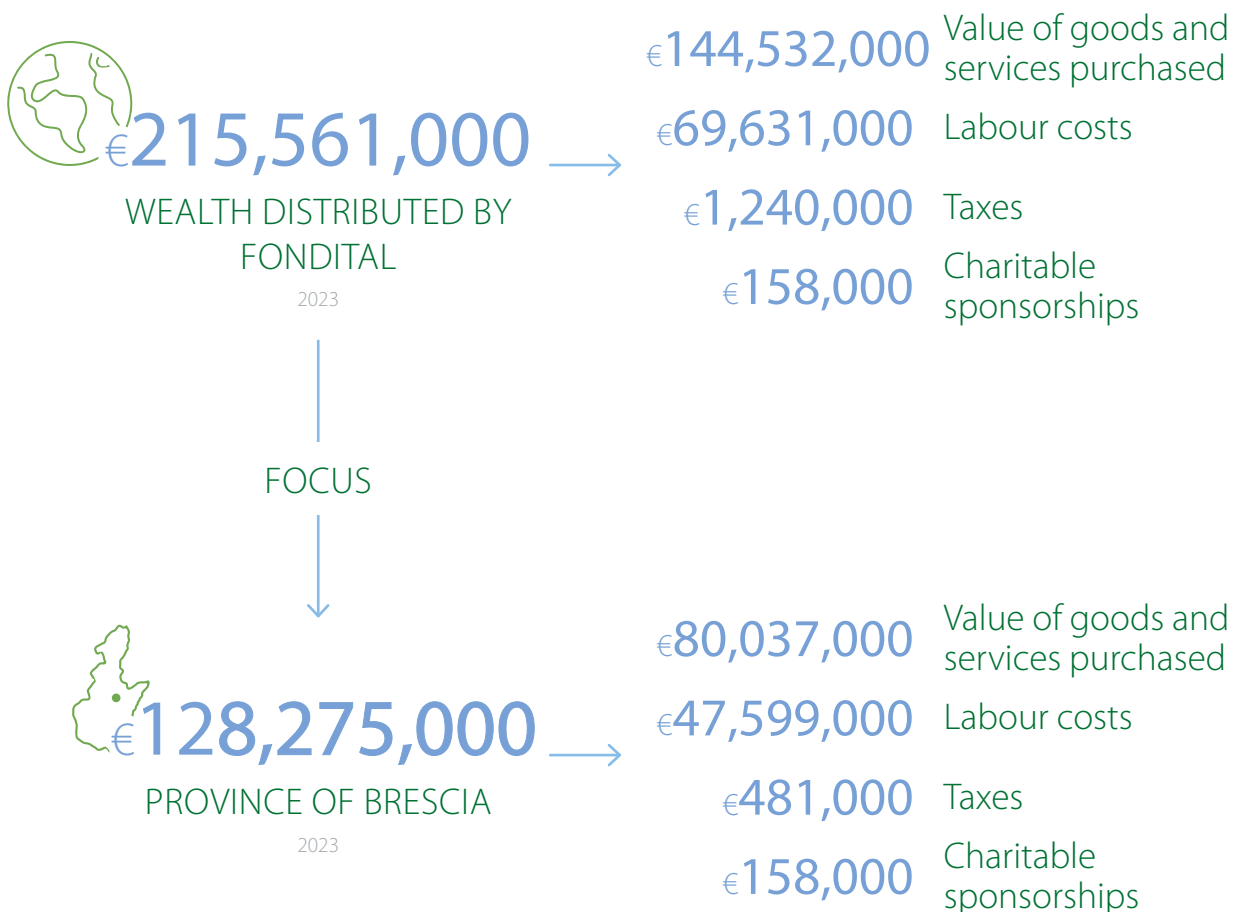 €144,532,000 Value of goods and
services purchased
€215,561,000
€69,631,000 Labour costs
WEALTH DISTRIBUTED BY
FONDITAL
2023
€1,240,000 Taxes
€158,000 Charitable
sponsorships
FOCUS
€80,037,000 Value of goods and
services purchased
€128,275,000
€47,599,000 Labour costs
PROVINCE OF BRESCIA
2023
€481,000 Taxes
€158,000 Charitable
sponsorships